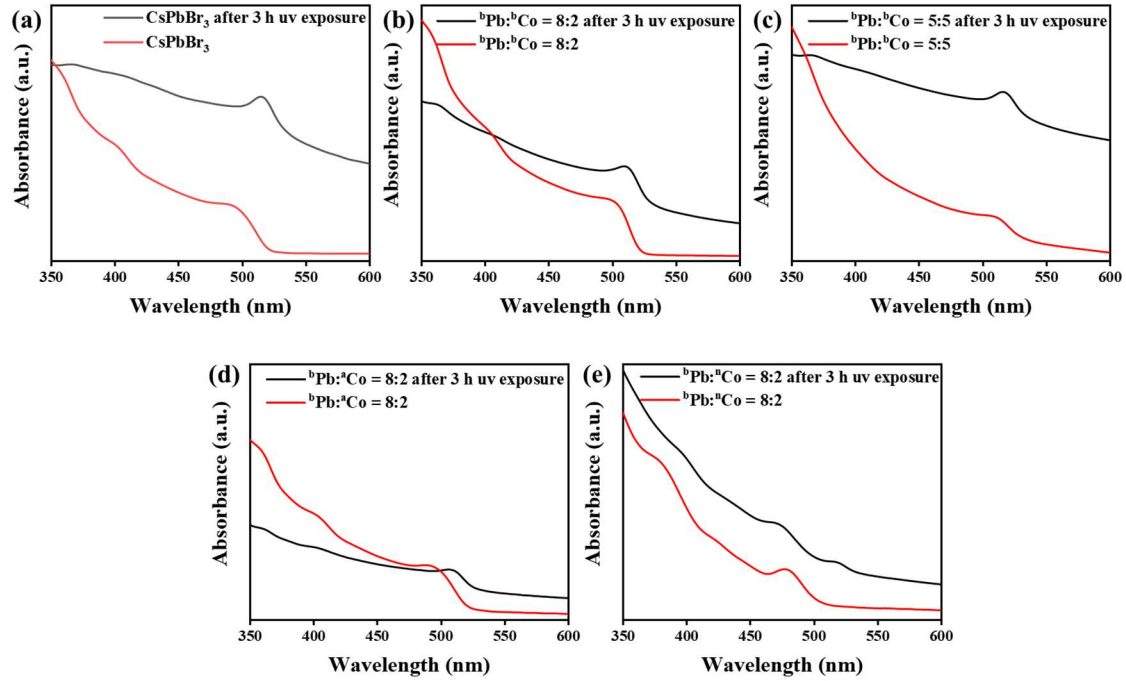 (a)
CsPbBr₃ after 3 h uv exposure
CsPbBr₃
Absorbance (a.u.)
350 400 450 500 550 600
Wavelength (nm)
(b)
ᵇPb:ᵇCo = 8:2 after 3 h uv exposure
ᵇPb:ᵇCo = 8:2
Absorbance (a.u.)
350 400 450 500 550 600
Wavelength (nm)
(c)
ᵇPb:ᵇCo = 5:5 after 3 h uv exposure
ᵇPb:ᵇCo = 5:5
Absorbance (a.u.)
350 400 450 500 550 600
Wavelength (nm)
(d)
ᵇPb:ᵃCo = 8:2 after 3 h uv exposure
ᵇPb:ᵃCo = 8:2
Absorbance (a.u.)
350 400 450 500 550 600
Wavelength (nm)
(e)
ᵇPb:ⁿCo = 8:2 after 3 h uv exposure
ᵇPb:ⁿCo = 8:2
Absorbance (a.u.)
350 400 450 500 550 600
Wavelength (nm)